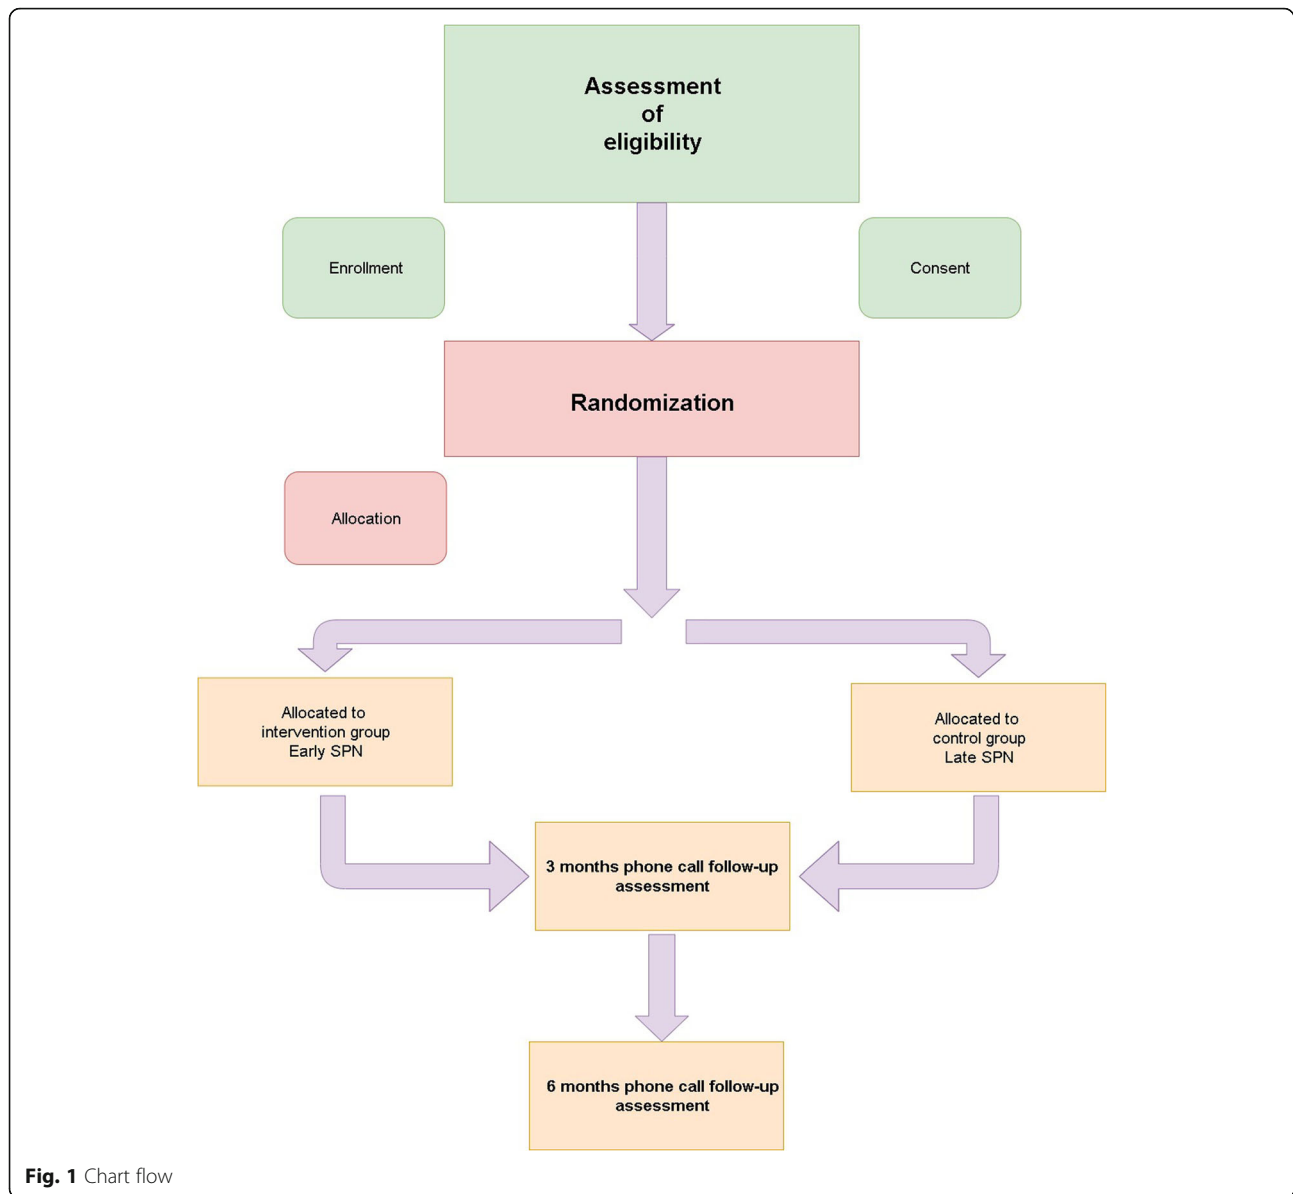 Assessment
of
eligibility
Enrollment
Consent
Randomization
Allocation
Allocated to
intervention group
Early SPN
Allocated to
control group
Late SPN
3 months phone call follow-up
assessment
6 months phone call follow-up
assessment
Fig. 1 Chart flow